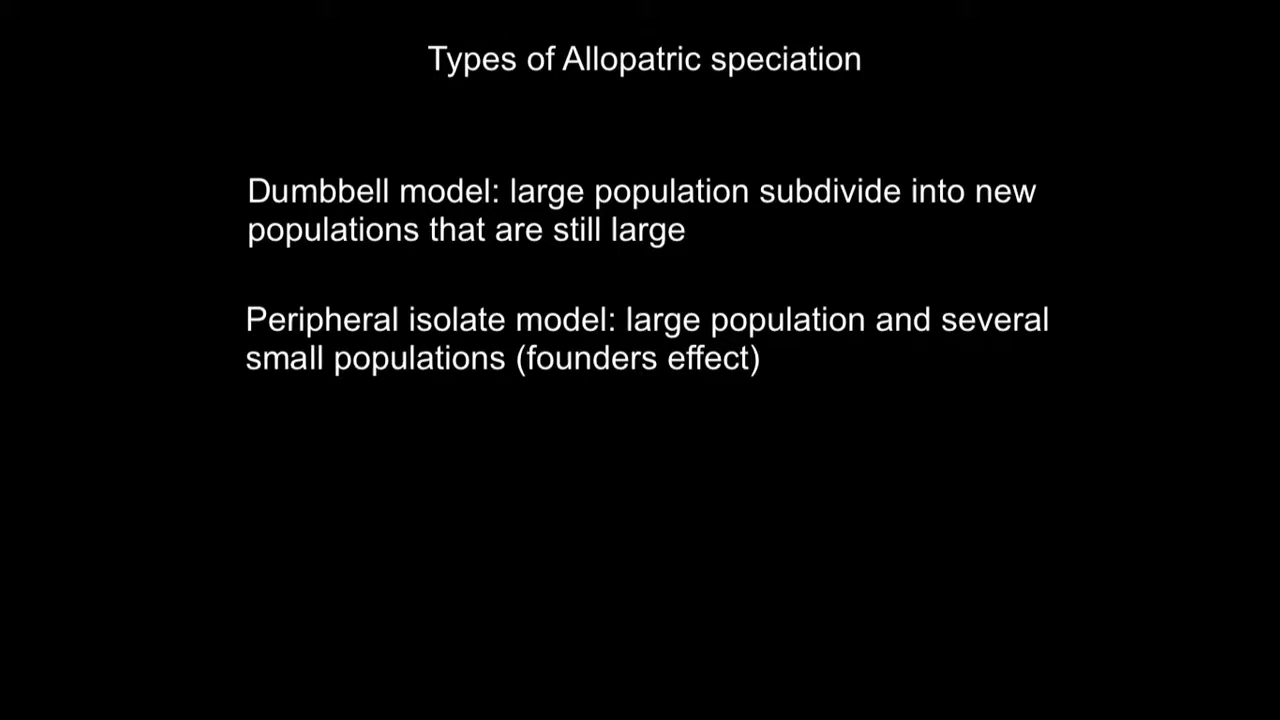 Types of Allopatric speciation
Dumbbell model: large population subdivide into new
populations that are still large
Peripheral isolate model: large population and several
small populations (founders effect)